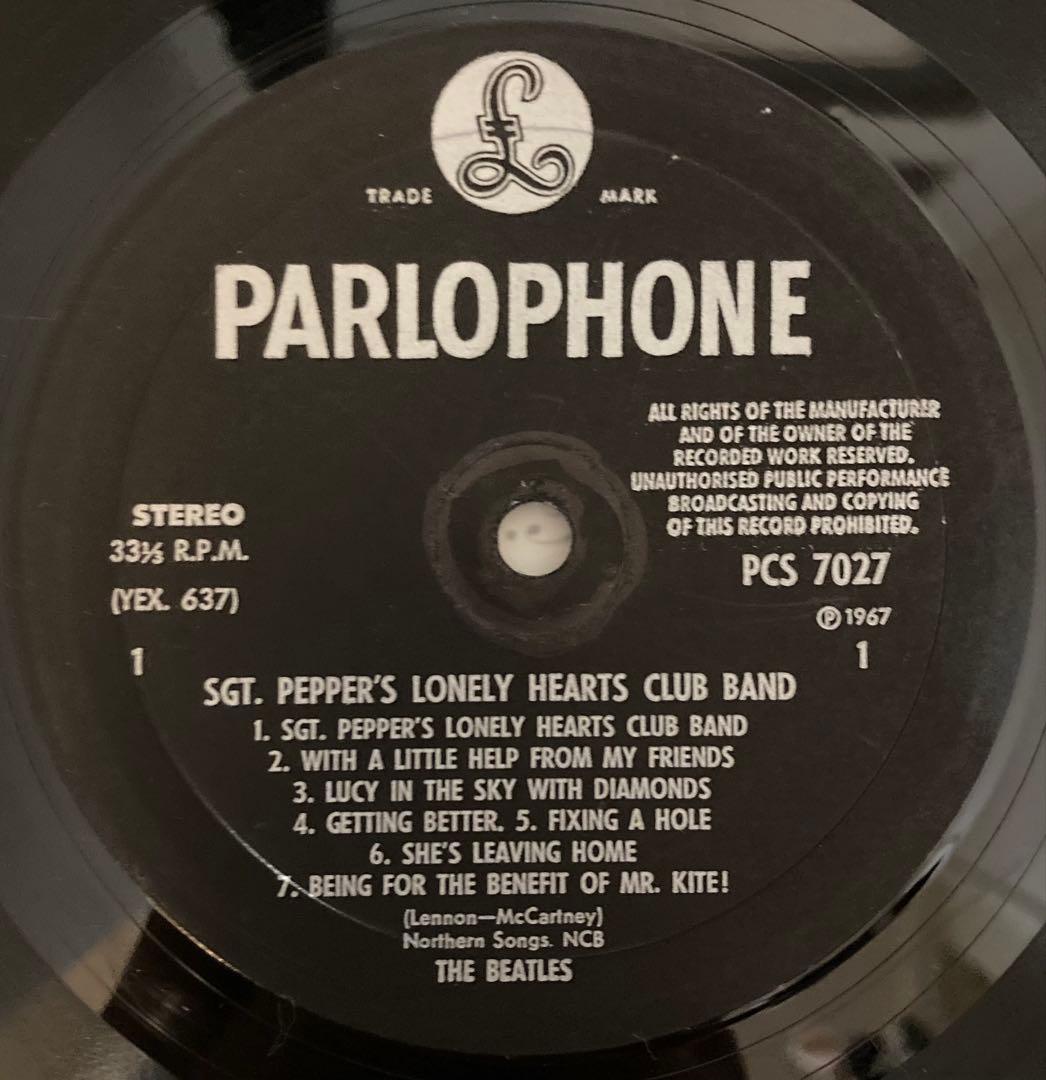 £
TRADE MARK
PARLOPHONE
ALL RIGHTS OF THE MANUFACTURER
AND OF THE OWNER OF THE
RECORDED WORK RESERVED.
UNAUTHORISED PUBLIC PERFORMANCE
BROADCASTING AND COPYING
OF THIS RECORD PROHIBITED.
STEREO
33⅓ R.P.M.
(YEX. 637)
1
PCS 7027
℗ 1967
1
SGT. PEPPER'S LONELY HEARTS CLUB BAND
1. SGT. PEPPER'S LONELY HEARTS CLUB BAND
2. WITH A LITTLE HELP FROM MY FRIENDS
3. LUCY IN THE SKY WITH DIAMONDS
4. GETTING BETTER. 5. FIXING A HOLE
6. SHE'S LEAVING HOME
7. BEING FOR THE BENEFIT OF MR. KITE!
(Lennon—McCartney)
Northern Songs. NCB
THE BEATLES